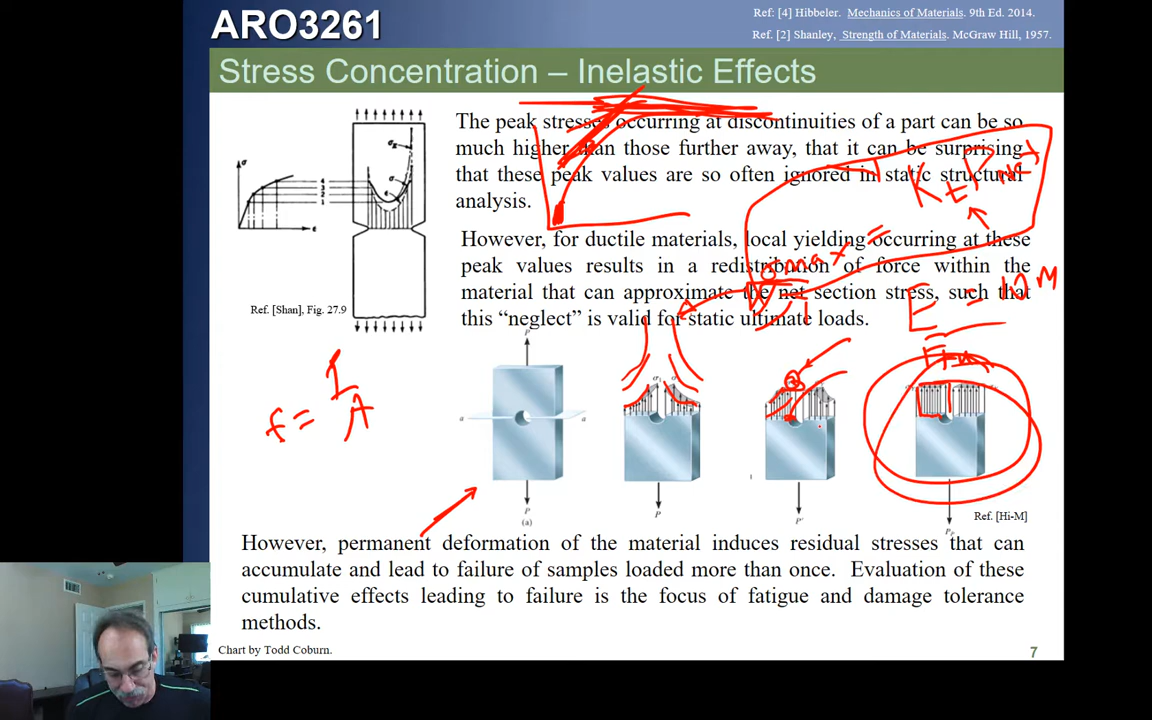 ARO3261
Ref: [4] Hibbeler. Mechanics of Materials. 9th Ed. 2014.
Ref. [2] Shanley, Strength of Materials. McGraw Hill, 1957.
Stress Concentration – Inelastic Effects
The peak stresses occurring at discontinuities of a part can be so
much higher than those further away, that it can be surprising
that these peak values are so often ignored in static structural
analysis.
However, for ductile materials, local yielding occurring at these
peak values results in a redistribution of force within the
material that can approximate the net section stress, such that
this “neglect” is valid for static ultimate loads.
Ref. [Shan], Fig. 27.9
σ
4
3
2
1
ε
σmax =
Kt
net
E
f =
A
P
a
a
P
(a)
P
P'
Ref. [Hi-M]
However, permanent deformation of the material induces residual stresses that can
accumulate and lead to failure of samples loaded more than once. Evaluation of these
cumulative effects leading to failure is the focus of fatigue and damage tolerance
methods.
Chart by Todd Coburn.
7